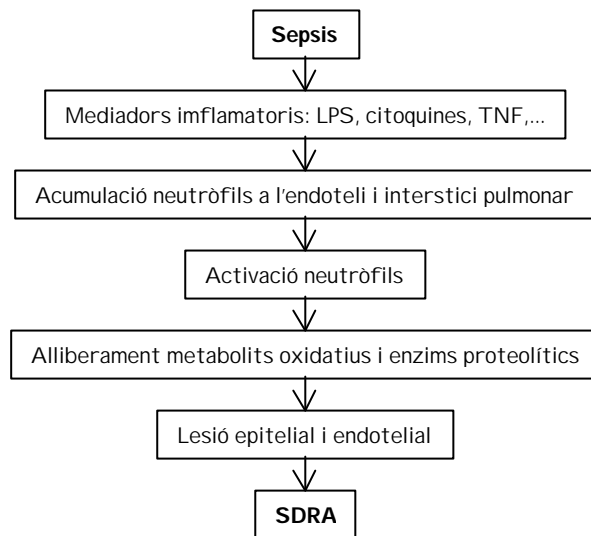 Sepsis
Mediadors imflamatoris: LPS, citoquines, TNF,...
Acumulació neutròfils a l'endoteli i interstici pulmonar
Activació neutròfils
Alliberament metabolits oxidatius i enzims proteolítics
Lesió epitelial i endotelial
SDRA